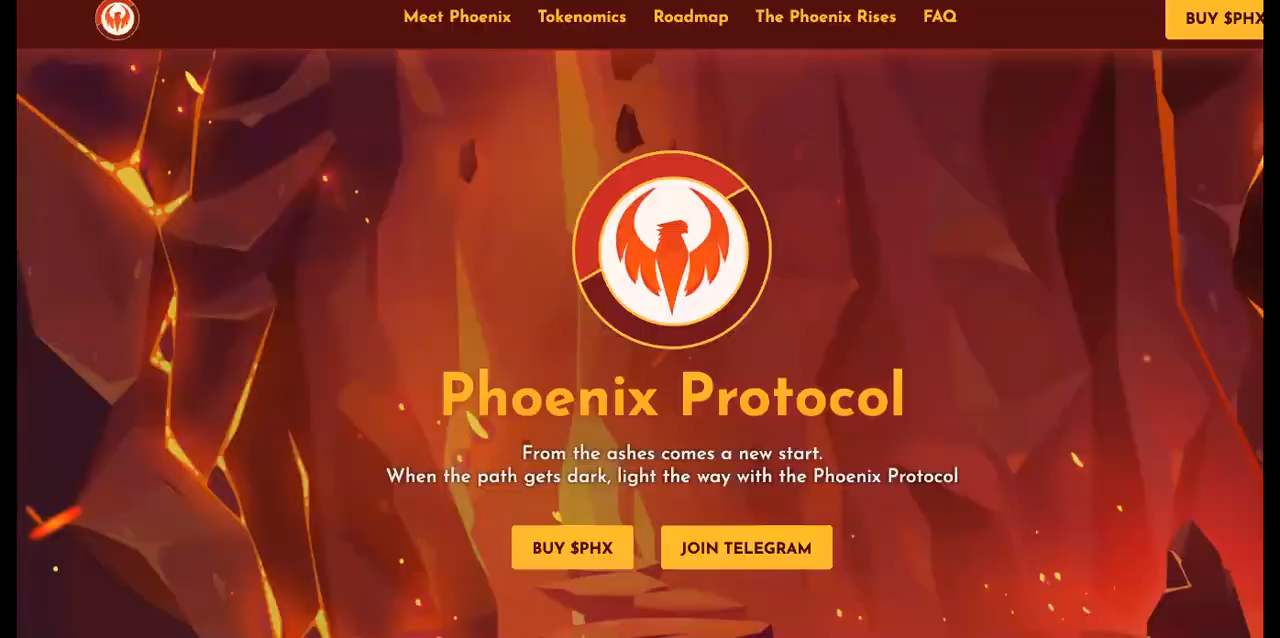 Meet Phoenix Tokenomics Roadmap The Phoenix Rises FAQ BUY $PHX
Phoenix Protocol
From the ashes comes a new start.
When the path gets dark, light the way with the Phoenix Protocol
BUY $PHX JOIN TELEGRAM